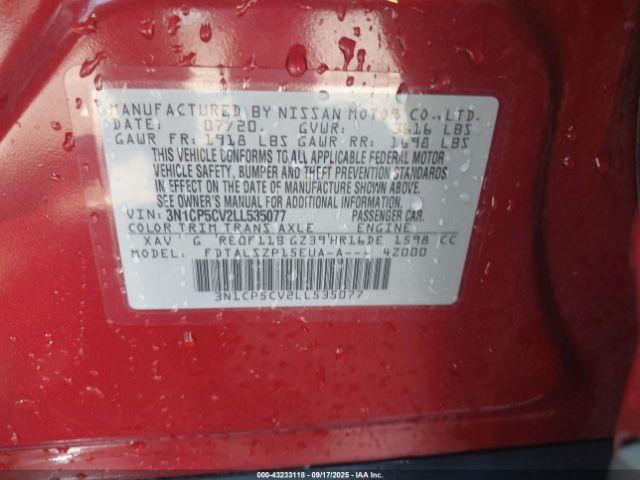 MANUFACTURED BY NISSAN MOTOR CO., LTD.
DATE: 07/20. GVWR: 3616 LBS
GAWR FR: 1918 LBS GAWR RR: 1698 LBS
THIS VEHICLE CONFORMS TO ALL APPLICABLE FEDERAL MOTOR
VEHICLE SAFETY, BUMPER AND THEFT PREVENTION STANDARDS
IN EFFECT ON THE DATE OF MANUFACTURE SHOWN ABOVE.
SEE OWNER'S MANUAL FOR ADDITIONAL INFORMATION
VIN: 3N1CP5CV2LL535077 PASSENGER CAR.
COLOR TRIM TRANS AXLE ENGINE
XAV G RE0F11B GZ39 HR16DE 1598 CC
MODEL: FDTALSZP15EUA-A--- 4Z000
3N1CP5CV2LL535077
000-43233118 - 09/17/2025 - IAAI.COM